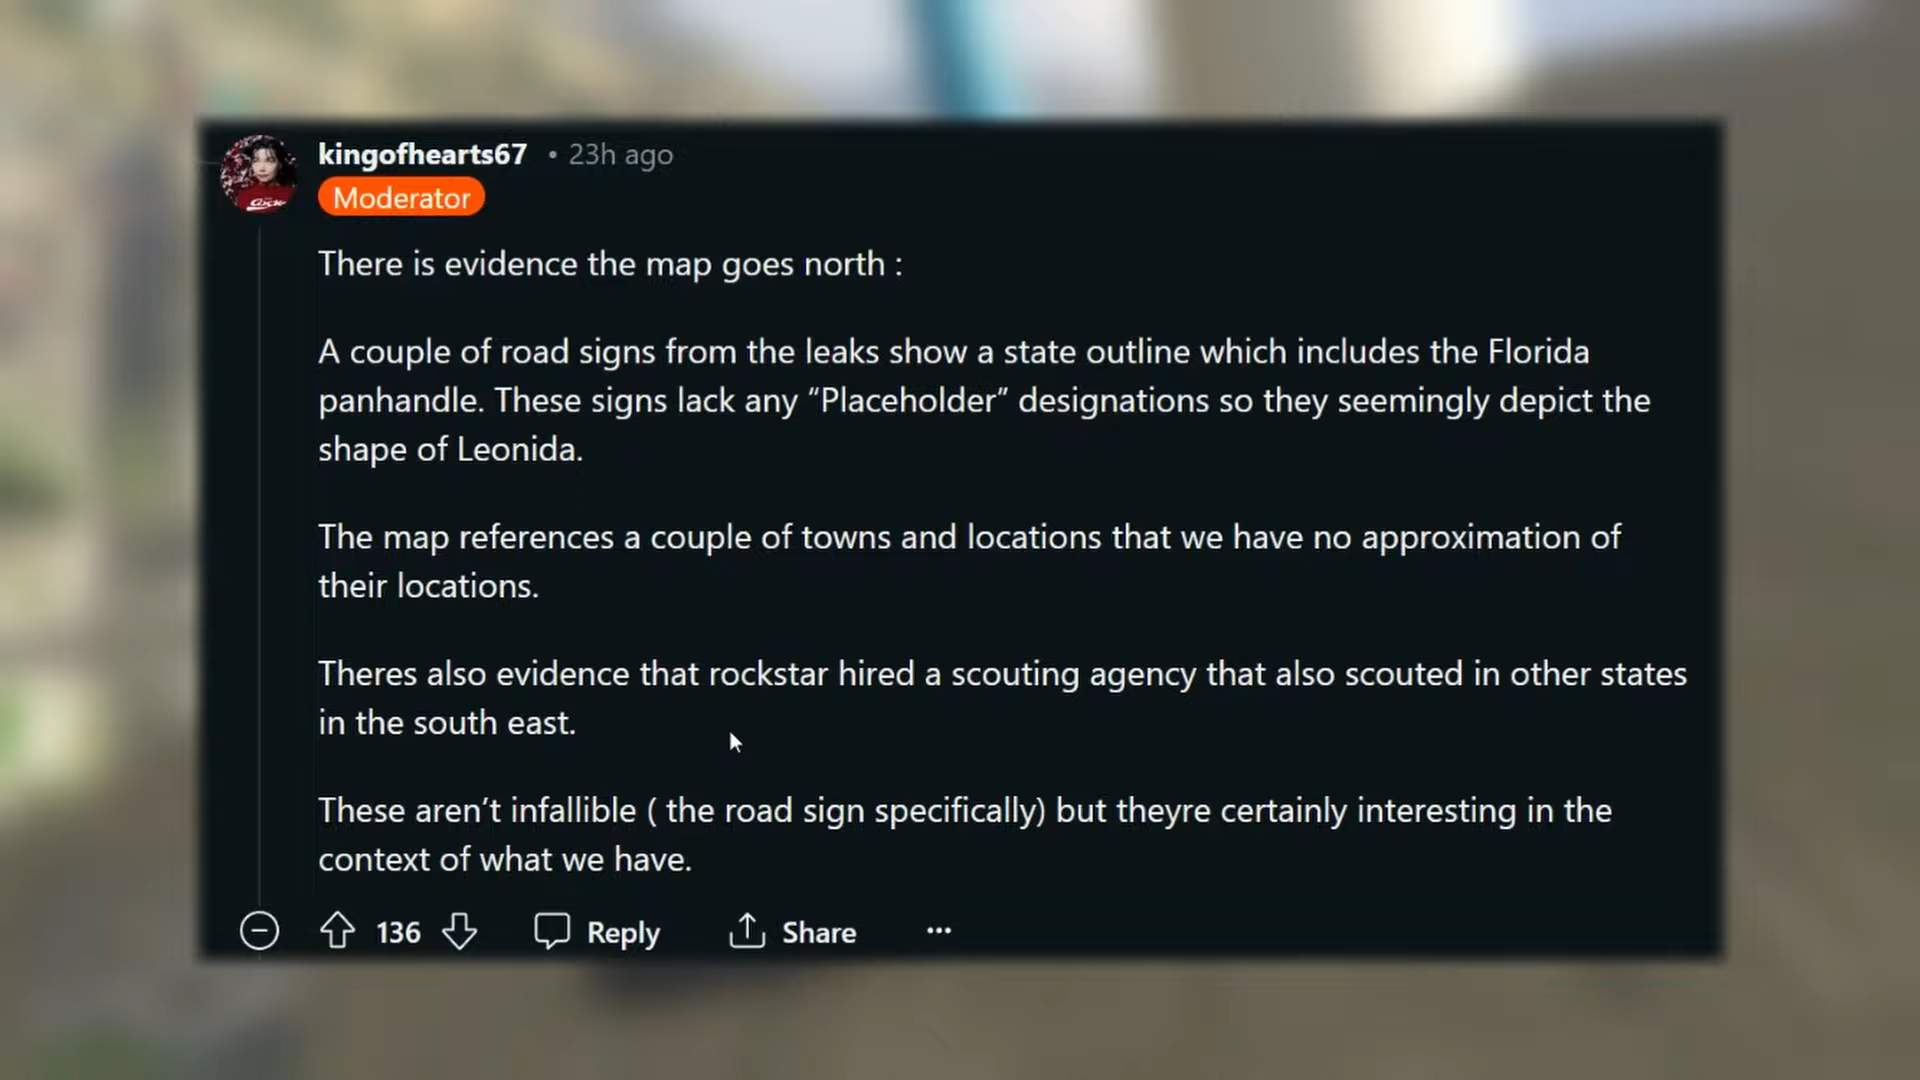 kingofhearts67 • 23h ago
Moderator
There is evidence the map goes north :
A couple of road signs from the leaks show a state outline which includes the Florida
panhandle. These signs lack any “Placeholder” designations so they seemingly depict the
shape of Leonida.
The map references a couple of towns and locations that we have no approximation of
their locations.
Theres also evidence that rockstar hired a scouting agency that also scouted in other states
in the south east.
These aren’t infallible ( the road sign specifically) but theyre certainly interesting in the
context of what we have.
136 Reply Share ...